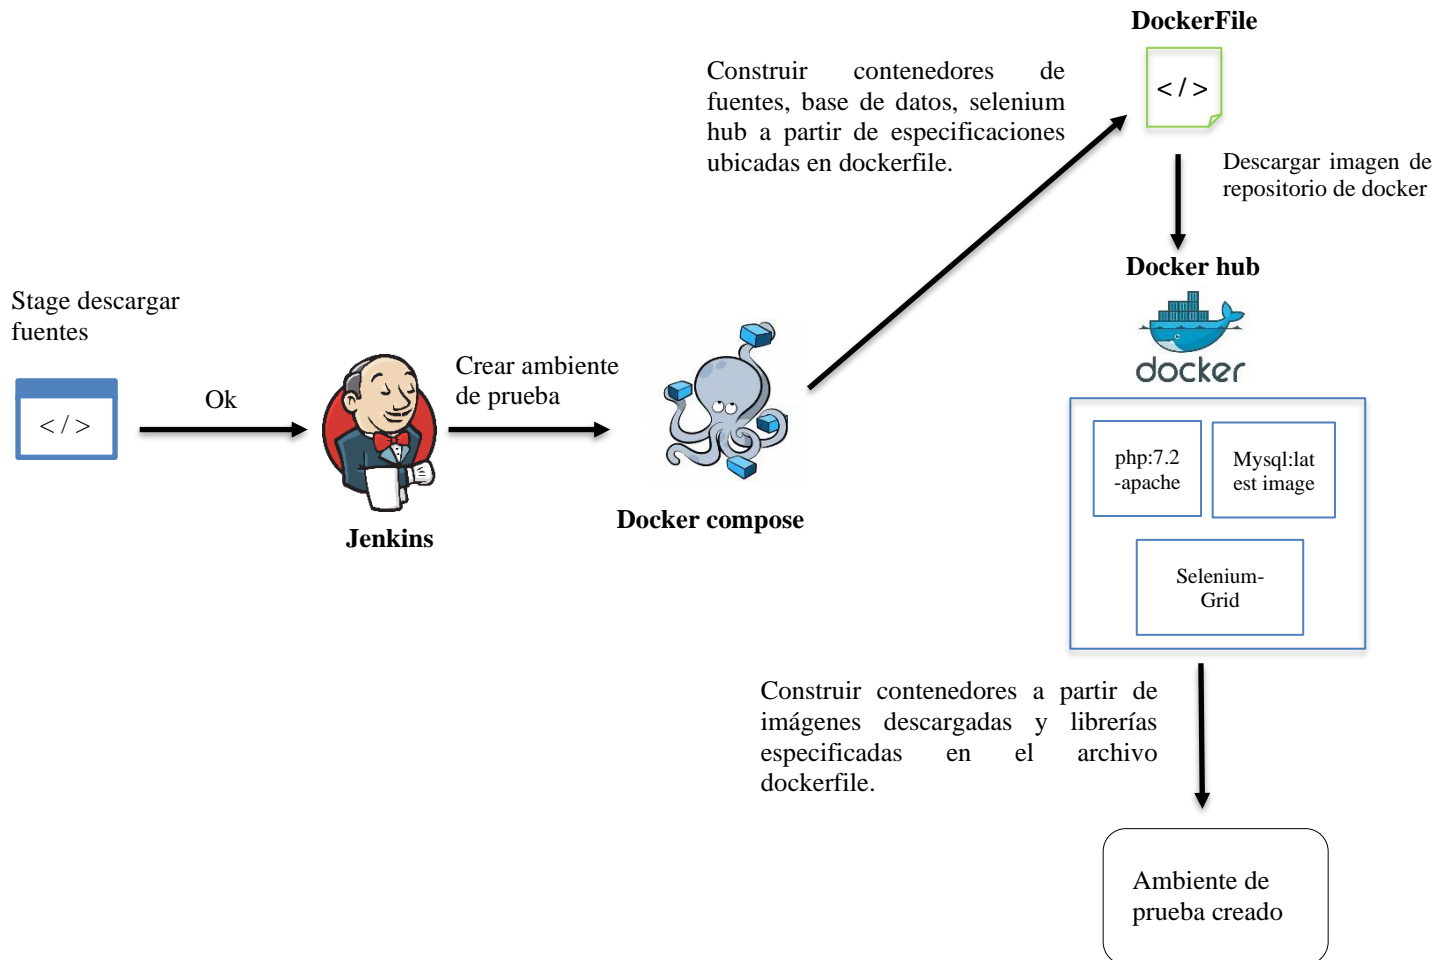 DockerFile
Construir contenedores de
fuentes, base de datos, selenium
hub a partir de especificaciones
ubicadas en dockerfile.
< / >
Descargar imagen de
repositorio de docker
Docker hub
docker
Stage descargar
fuentes
< / >
Ok
Jenkins
Crear ambiente
de prueba
Docker compose
php:7.2
-apache
Mysql:lat
est image
Selenium-
Grid
Construir contenedores a partir de
imágenes descargadas y librerías
especificadas en el archivo
dockerfile.
Ambiente de
prueba creado